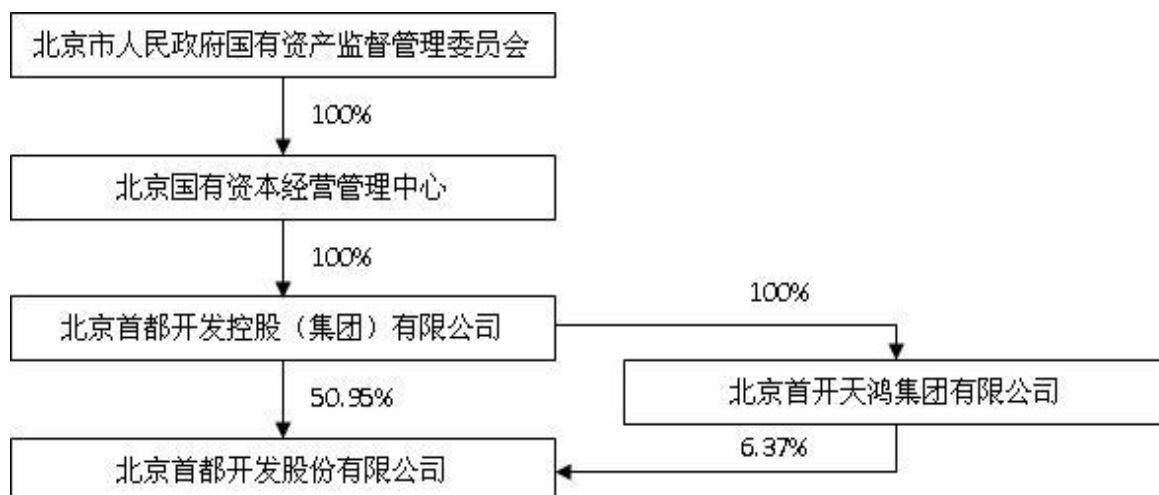 北京市人民政府国有资产监督管理委员会
100%
北京国有资本经营管理中心
100%
100%
北京首都开发控股（集团）有限公司
北京首开天鸿集团有限公司
50.95%
6.37%
北京首都开发股份有限公司